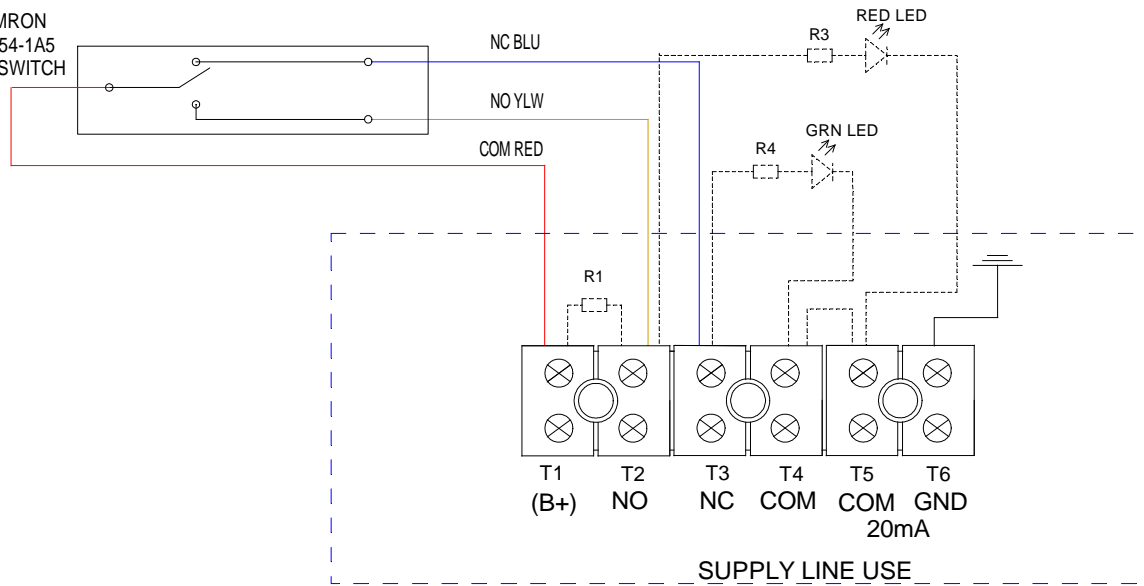 54-1A5
SWITCH
NC BLU
NO YLW
COM RED
RED LED
R3
GRN LED
R4
R1
T1 T2 T3 T4 T5 T6
(B+) NO NC COM COM GND
20mA
SUPPLY LINE USE